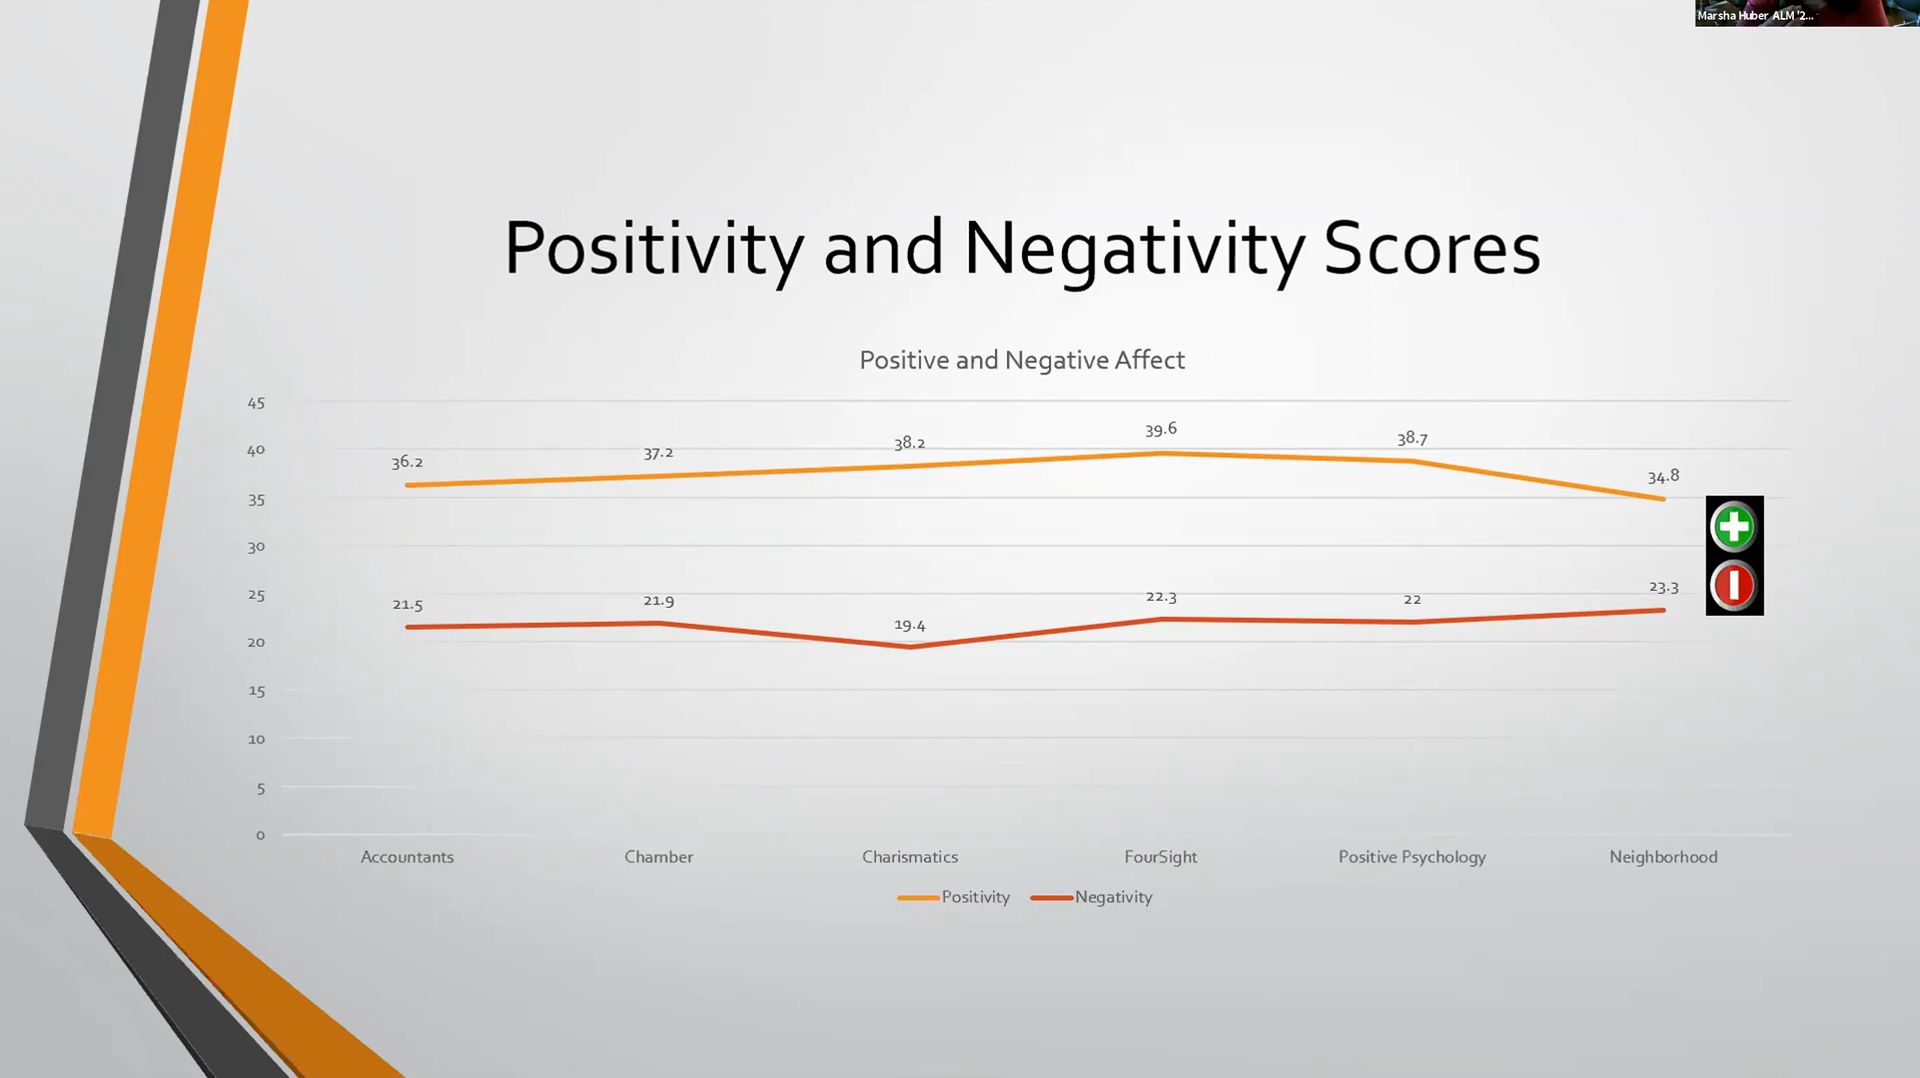 Marsha Huber ALM '2...
Positivity and Negativity Scores
Positive and Negative Affect
45
40
35
30
25
20
15
10
5
0
36.2
37.2
38.2
39.6
38.7
34.8
21.5
21.9
19.4
22.3
22
23.3
Accountants
Chamber
Charismatics
FourSight
Positive Psychology
Neighborhood
Positivity
Negativity